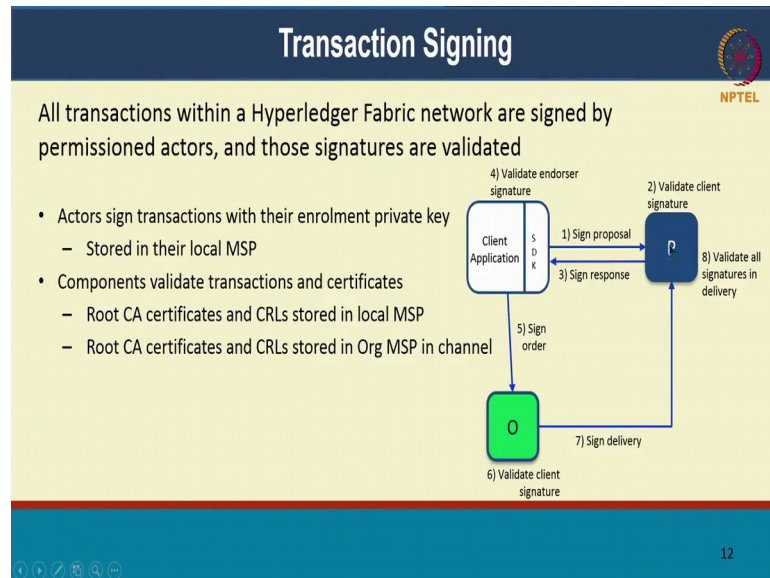 Transaction Signing
NPTEL
All transactions within a Hyperledger Fabric network are signed by
permissioned actors, and those signatures are validated
• Actors sign transactions with their enrolment private key
– Stored in their local MSP
• Components validate transactions and certificates
– Root CA certificates and CRLs stored in local MSP
– Root CA certificates and CRLs stored in Org MSP in channel
4) Validate endorser
signature
2) Validate client
signature
Client
Application
S
D
K
1) Sign proposal
3) Sign response
P
8) Validate all
signatures in
delivery
5) Sign
order
O
7) Sign delivery
6) Validate client
signature
12